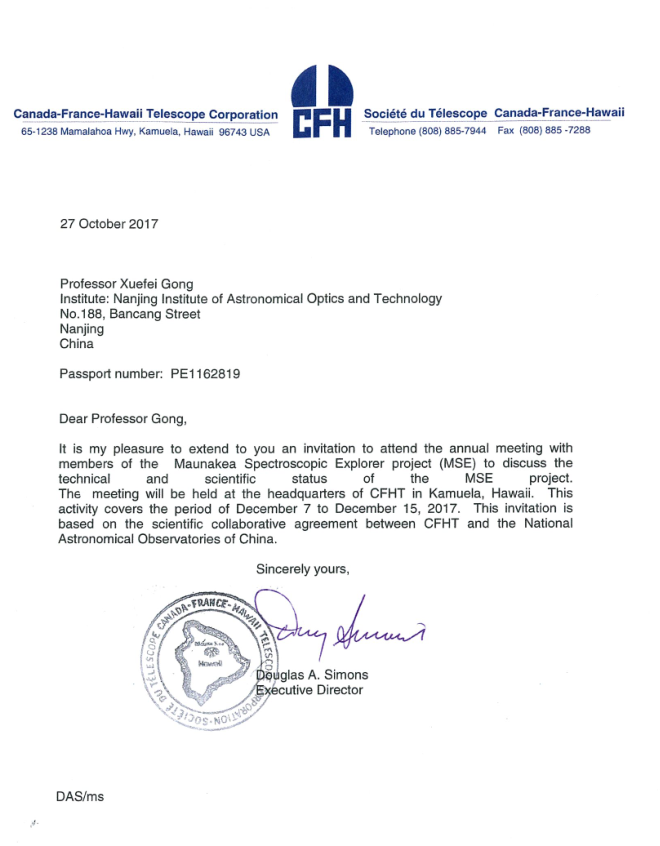 Canada-France-Hawaii Telescope Corporation
65-1238 Mamalahoa Hwy, Kamuela, Hawaii 96743 USA
CFH
Société du Télescope Canada-France-Hawaii
Telephone (808) 885-7944 Fax (808) 885 -7288
27 October 2017
Professor Xuefei Gong
Institute: Nanjing Institute of Astronomical Optics and Technology
No.188, Bancang Street
Nanjing
China
Passport number: PE1162819
Dear Professor Gong,
It is my pleasure to extend to you an invitation to attend the annual meeting with
members of the Maunakea Spectroscopic Explorer project (MSE) to discuss the
technical and scientific status of the MSE project.
The meeting will be held at the headquarters of CFHT in Kamuela, Hawaii. This
activity covers the period of December 7 to December 15, 2017. This invitation is
based on the scientific collaborative agreement between CFHT and the National
Astronomical Observatories of China.
Sincerely yours,
CANADA-FRANCE-HAWAII TELESCOPE CORPORATION-SOCIÉTÉ DU TÉLESCOPE
HAWAII
Douglas A. Simons
Executive Director
DAS/ms